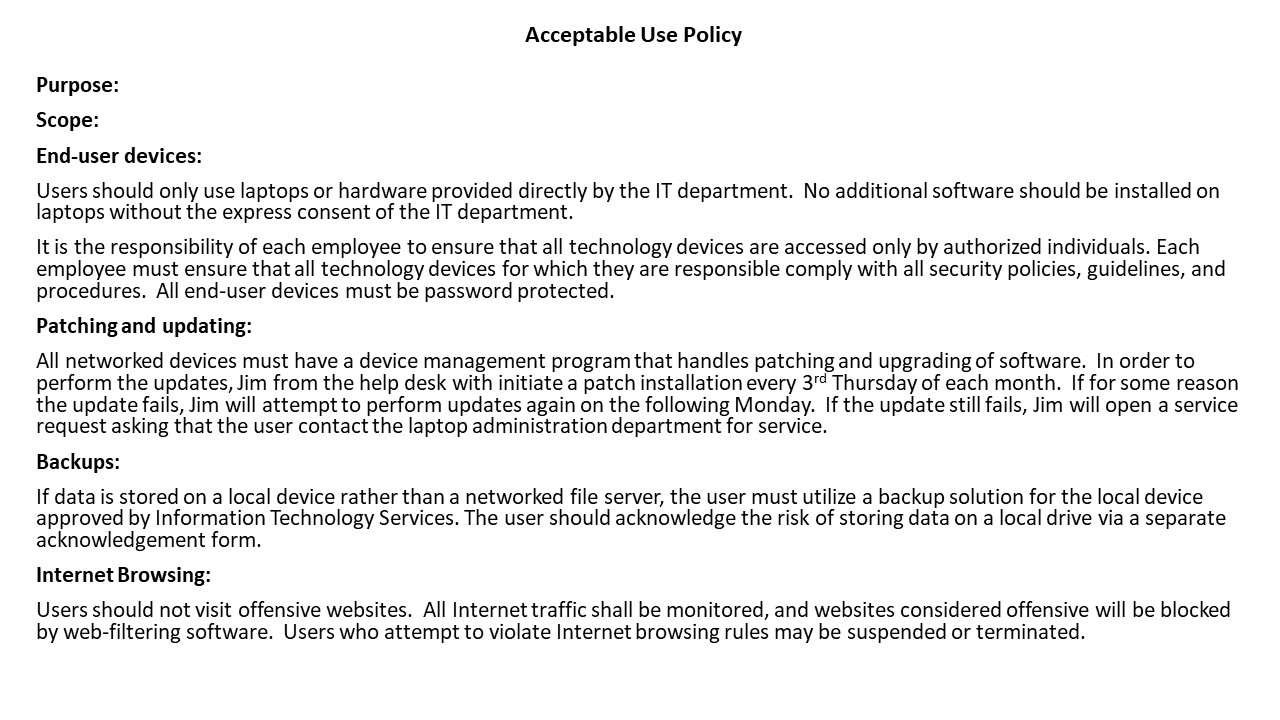 Acceptable Use Policy
Purpose:
Scope:
End-user devices:
Users should only use laptops or hardware provided directly by the IT department.  No additional software should be installed on
laptops without the express consent of the IT department.
It is the responsibility of each employee to ensure that all technology devices are accessed only by authorized individuals. Each
employee must ensure that all technology devices for which they are responsible comply with all security policies, guidelines, and
procedures.  All end-user devices must be password protected.
Patching and updating:
All networked devices must have a device management program that handles patching and upgrading of software.  In order to
perform the updates, Jim from the help desk with initiate a patch installation every 3rd Thursday of each month.  If for some reason
the update fails, Jim will attempt to perform updates again on the following Monday.  If the update still fails, Jim will open a service
request asking that the user contact the laptop administration department for service.
Backups:
If data is stored on a local device rather than a networked file server, the user must utilize a backup solution for the local device
approved by Information Technology Services. The user should acknowledge the risk of storing data on a local drive via a separate
acknowledgement form.
Internet Browsing:
Users should not visit offensive websites.  All Internet traffic shall be monitored, and websites considered offensive will be blocked
by web-filtering software.  Users who attempt to violate Internet browsing rules may be suspended or terminated.